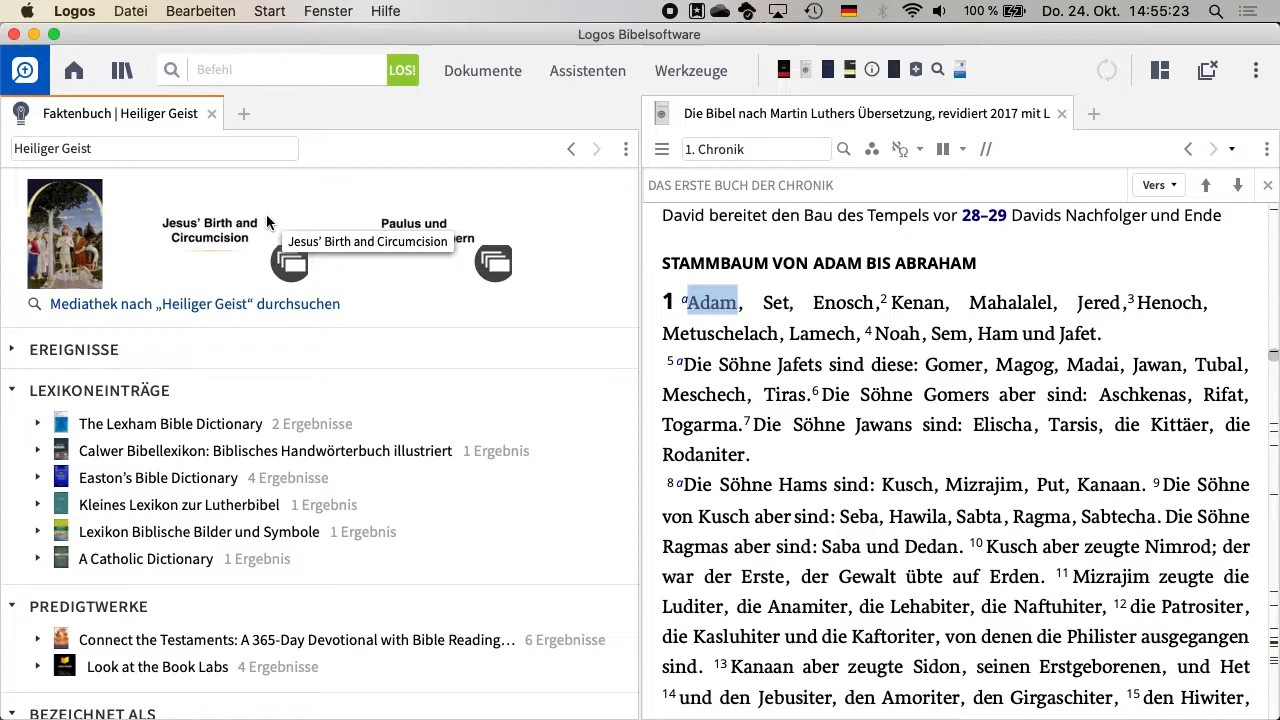 Logos Datei Bearbeiten Start Fenster Hilfe 100 % Do. 24. Okt. 14:55:23
Logos Bibelsoftware
Befehl LOS! Dokumente Assistenten Werkzeuge
Faktenbuch | Heiliger Geist
Heiliger Geist
Jesus’ Birth and
Circumcision
Paulus und
ern
Jesus’ Birth and Circumcision
Mediathek nach „Heiliger Geist“ durchsuchen
EREIGNISSE
LEXIKONEINTRÄGE
The Lexham Bible Dictionary 2 Ergebnisse
Calwer Bibellexikon: Biblisches Handwörterbuch illustriert 1 Ergebnis
Easton’s Bible Dictionary 4 Ergebnisse
Kleines Lexikon zur Lutherbibel 1 Ergebnis
Lexikon Biblische Bilder und Symbole 1 Ergebnis
A Catholic Dictionary 1 Ergebnis
PREDIGTWERKE
Connect the Testaments: A 365-Day Devotional with Bible Reading… 6 Ergebnisse
Look at the Book Labs 4 Ergebnisse
BEZEICHNET ALS
Die Bibel nach Martin Luthers Übersetzung, revidiert 2017 mit L
1. Chronik
DAS ERSTE BUCH DER CHRONIK Vers
David bereitet den Bau des Tempels vor 28–29 Davids Nachfolger und Ende
STAMMBAUM VON ADAM BIS ABRAHAM
1 a Adam, Set, Enosch, 2 Kenan, Mahalalel, Jered, 3 Henoch,
Metuschelach, Lamech, 4 Noah, Sem, Ham und Jafet.
5 a Die Söhne Jafets sind diese: Gomer, Magog, Madai, Jawan, Tubal,
Meschech, Tiras. 6 Die Söhne Gomers aber sind: Aschkenas, Rifat,
Togarma. 7 Die Söhne Jawans sind: Elischa, Tarsis, die Kittäer, die
Rodaniter.
8 a Die Söhne Hams sind: Kusch, Mizrajim, Put, Kanaan. 9 Die Söhne
von Kusch aber sind: Seba, Hawila, Sabta, Ragma, Sabtecha. Die Söhne
Ragmas aber sind: Saba und Dedan. 10 Kusch aber zeugte Nimrod; der
war der Erste, der Gewalt übte auf Erden. 11 Mizrajim zeugte die
Luditer, die Anamiter, die Lehabiter, die Naftuhiter, 12 die Patrositer,
die Kasluhiter und die Kaftoriter, von denen die Philister ausgegangen
sind. 13 Kanaan aber zeugte Sidon, seinen Erstgeborenen, und Het
14 und den Jebusiter, den Amoriter, den Girgaschiter, 15 den Hiwiter,